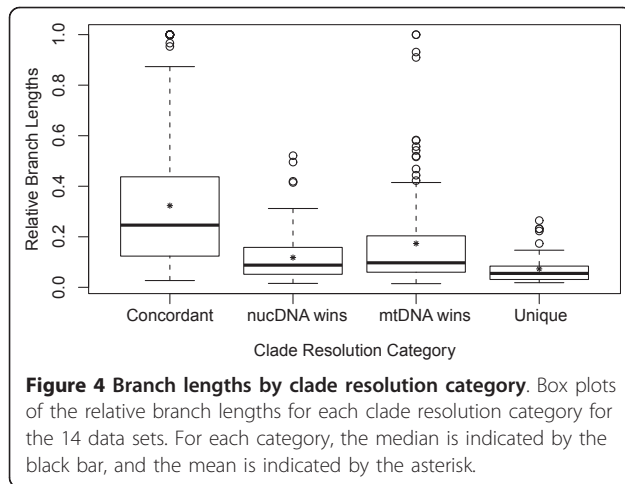 1.0
0.8
0.6
0.4
0.2
0.0
Relative Branch Lengths
Concordant nucDNA wins mtDNA wins Unique
Clade Resolution Category
Figure 4 Branch lengths by clade resolution category. Box plots
of the relative branch lengths for each clade resolution category for
the 14 data sets. For each category, the median is indicated by the
black bar, and the mean is indicated by the asterisk.